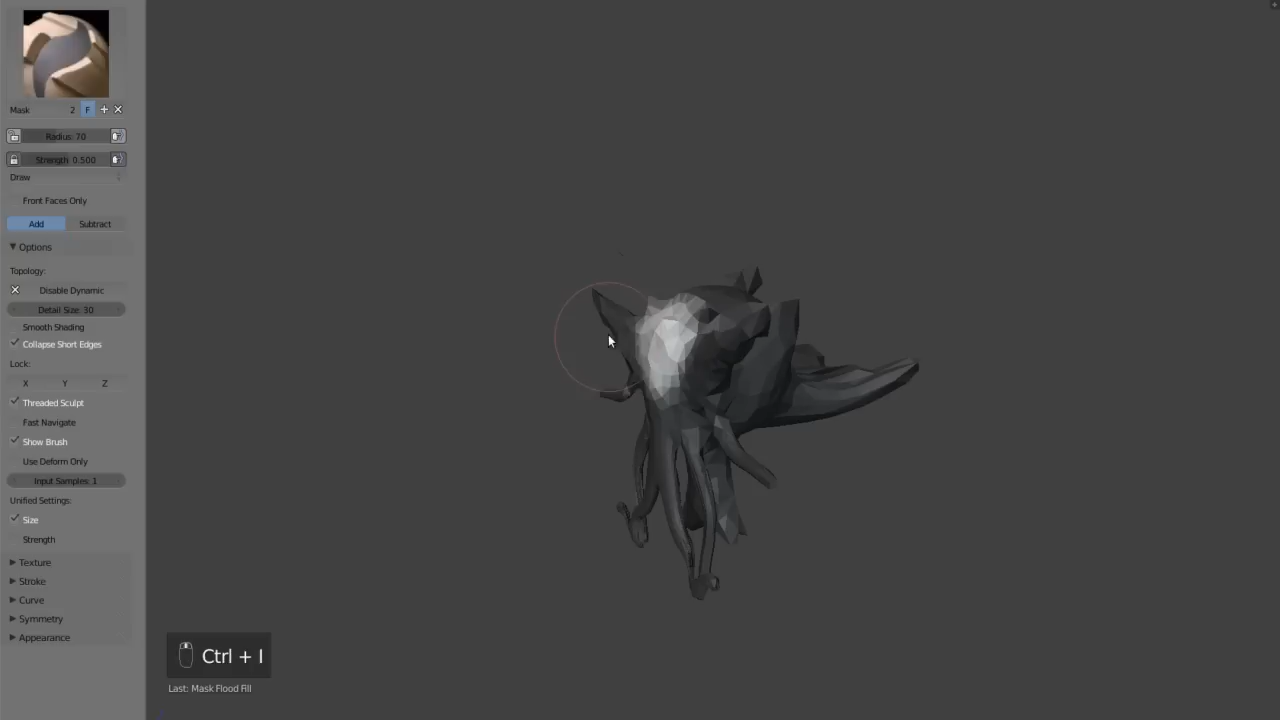 Mask 2 F
Radius: 70
Strength 0.500
Draw
Front Faces Only
Add Subtract
Options
Topology:
Disable Dynamic
Detail Size: 30
Smooth Shading
Collapse Short Edges
Lock:
X Y Z
Threaded Sculpt
Fast Navigate
Show Brush
Use Deform Only
Input Samples: 1
Unified Settings:
Size
Strength
Texture
Stroke
Curve
Symmetry
Appearance
Ctrl + I
Last: Mask Flood Fill